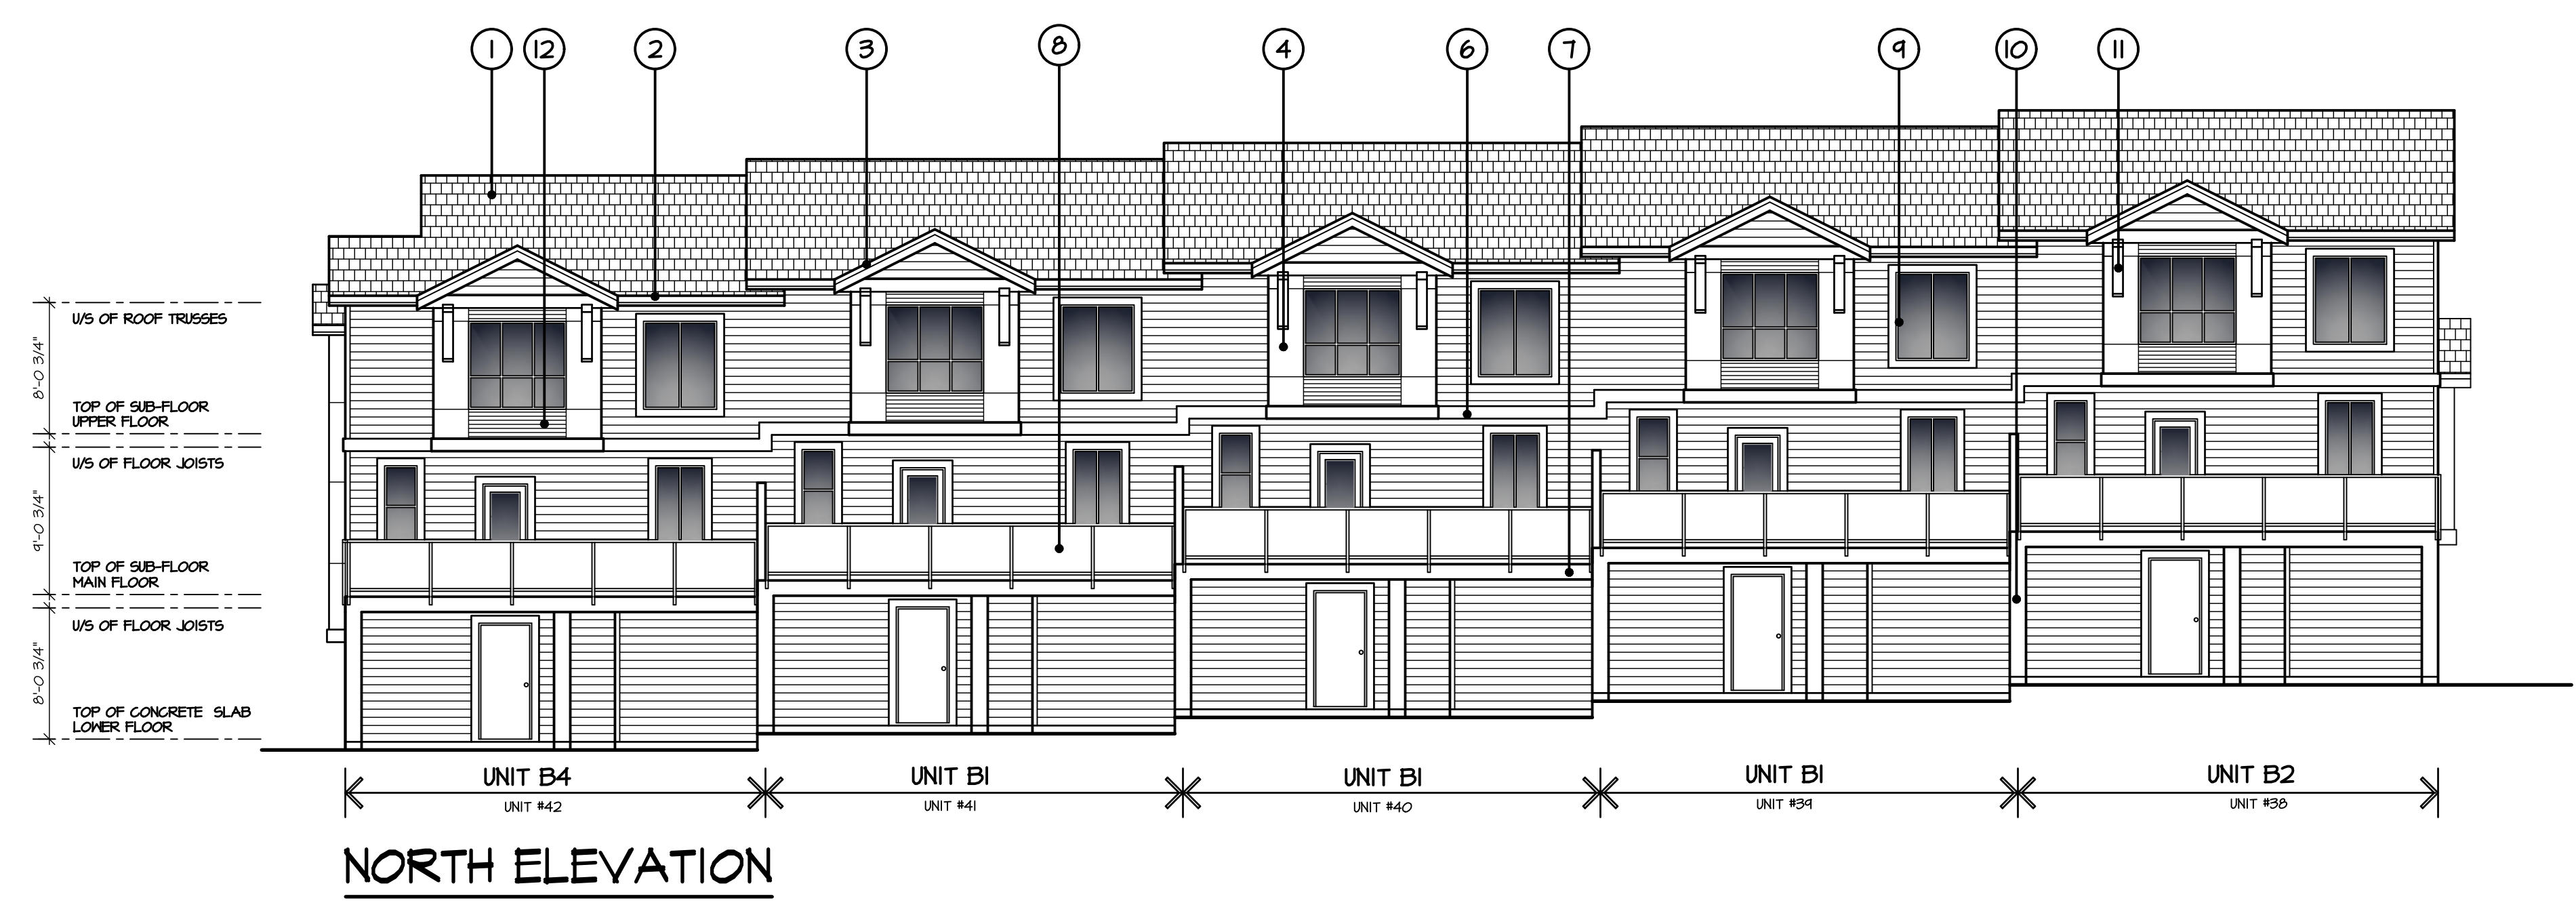 1 12 2 3 8 4 6 7 9 10 11
U/S OF ROOF TRUSSES
8'-0 3/4"
TOP OF SUB-FLOOR
UPPER FLOOR
U/S OF FLOOR JOISTS
9'-0 3/4"
TOP OF SUB-FLOOR
MAIN FLOOR
U/S OF FLOOR JOISTS
8'-0 3/4"
TOP OF CONCRETE SLAB
LOWER FLOOR
UNIT B4
UNIT #42
UNIT B1
UNIT #41
UNIT B1
UNIT #40
UNIT B1
UNIT #39
UNIT B2
UNIT #38
NORTH ELEVATION